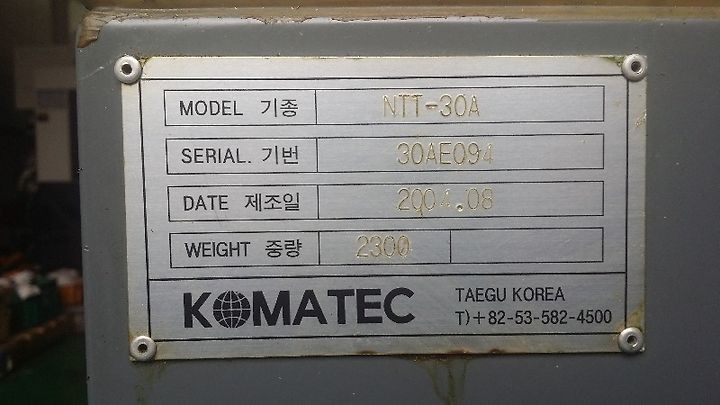 MODEL 기종 NTT-30A
SERIAL. 기번 30AE094
DATE 제조일 2004.08
WEIGHT 중량 2300
KOMATEC
TAEGU KOREA
T)+82-53-582-4500